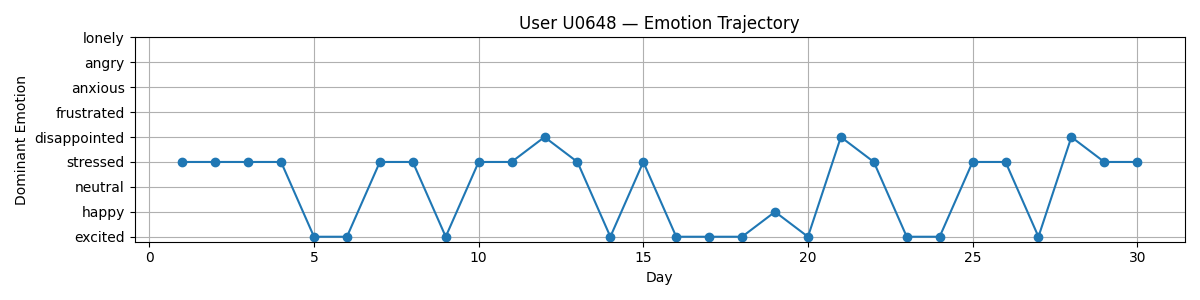 User U0648 — Emotion Trajectory
Dominant Emotion
lonely
angry
anxious
frustrated
disappointed
stressed
neutral
happy
excited
0 5 10 15 20 25 30
Day